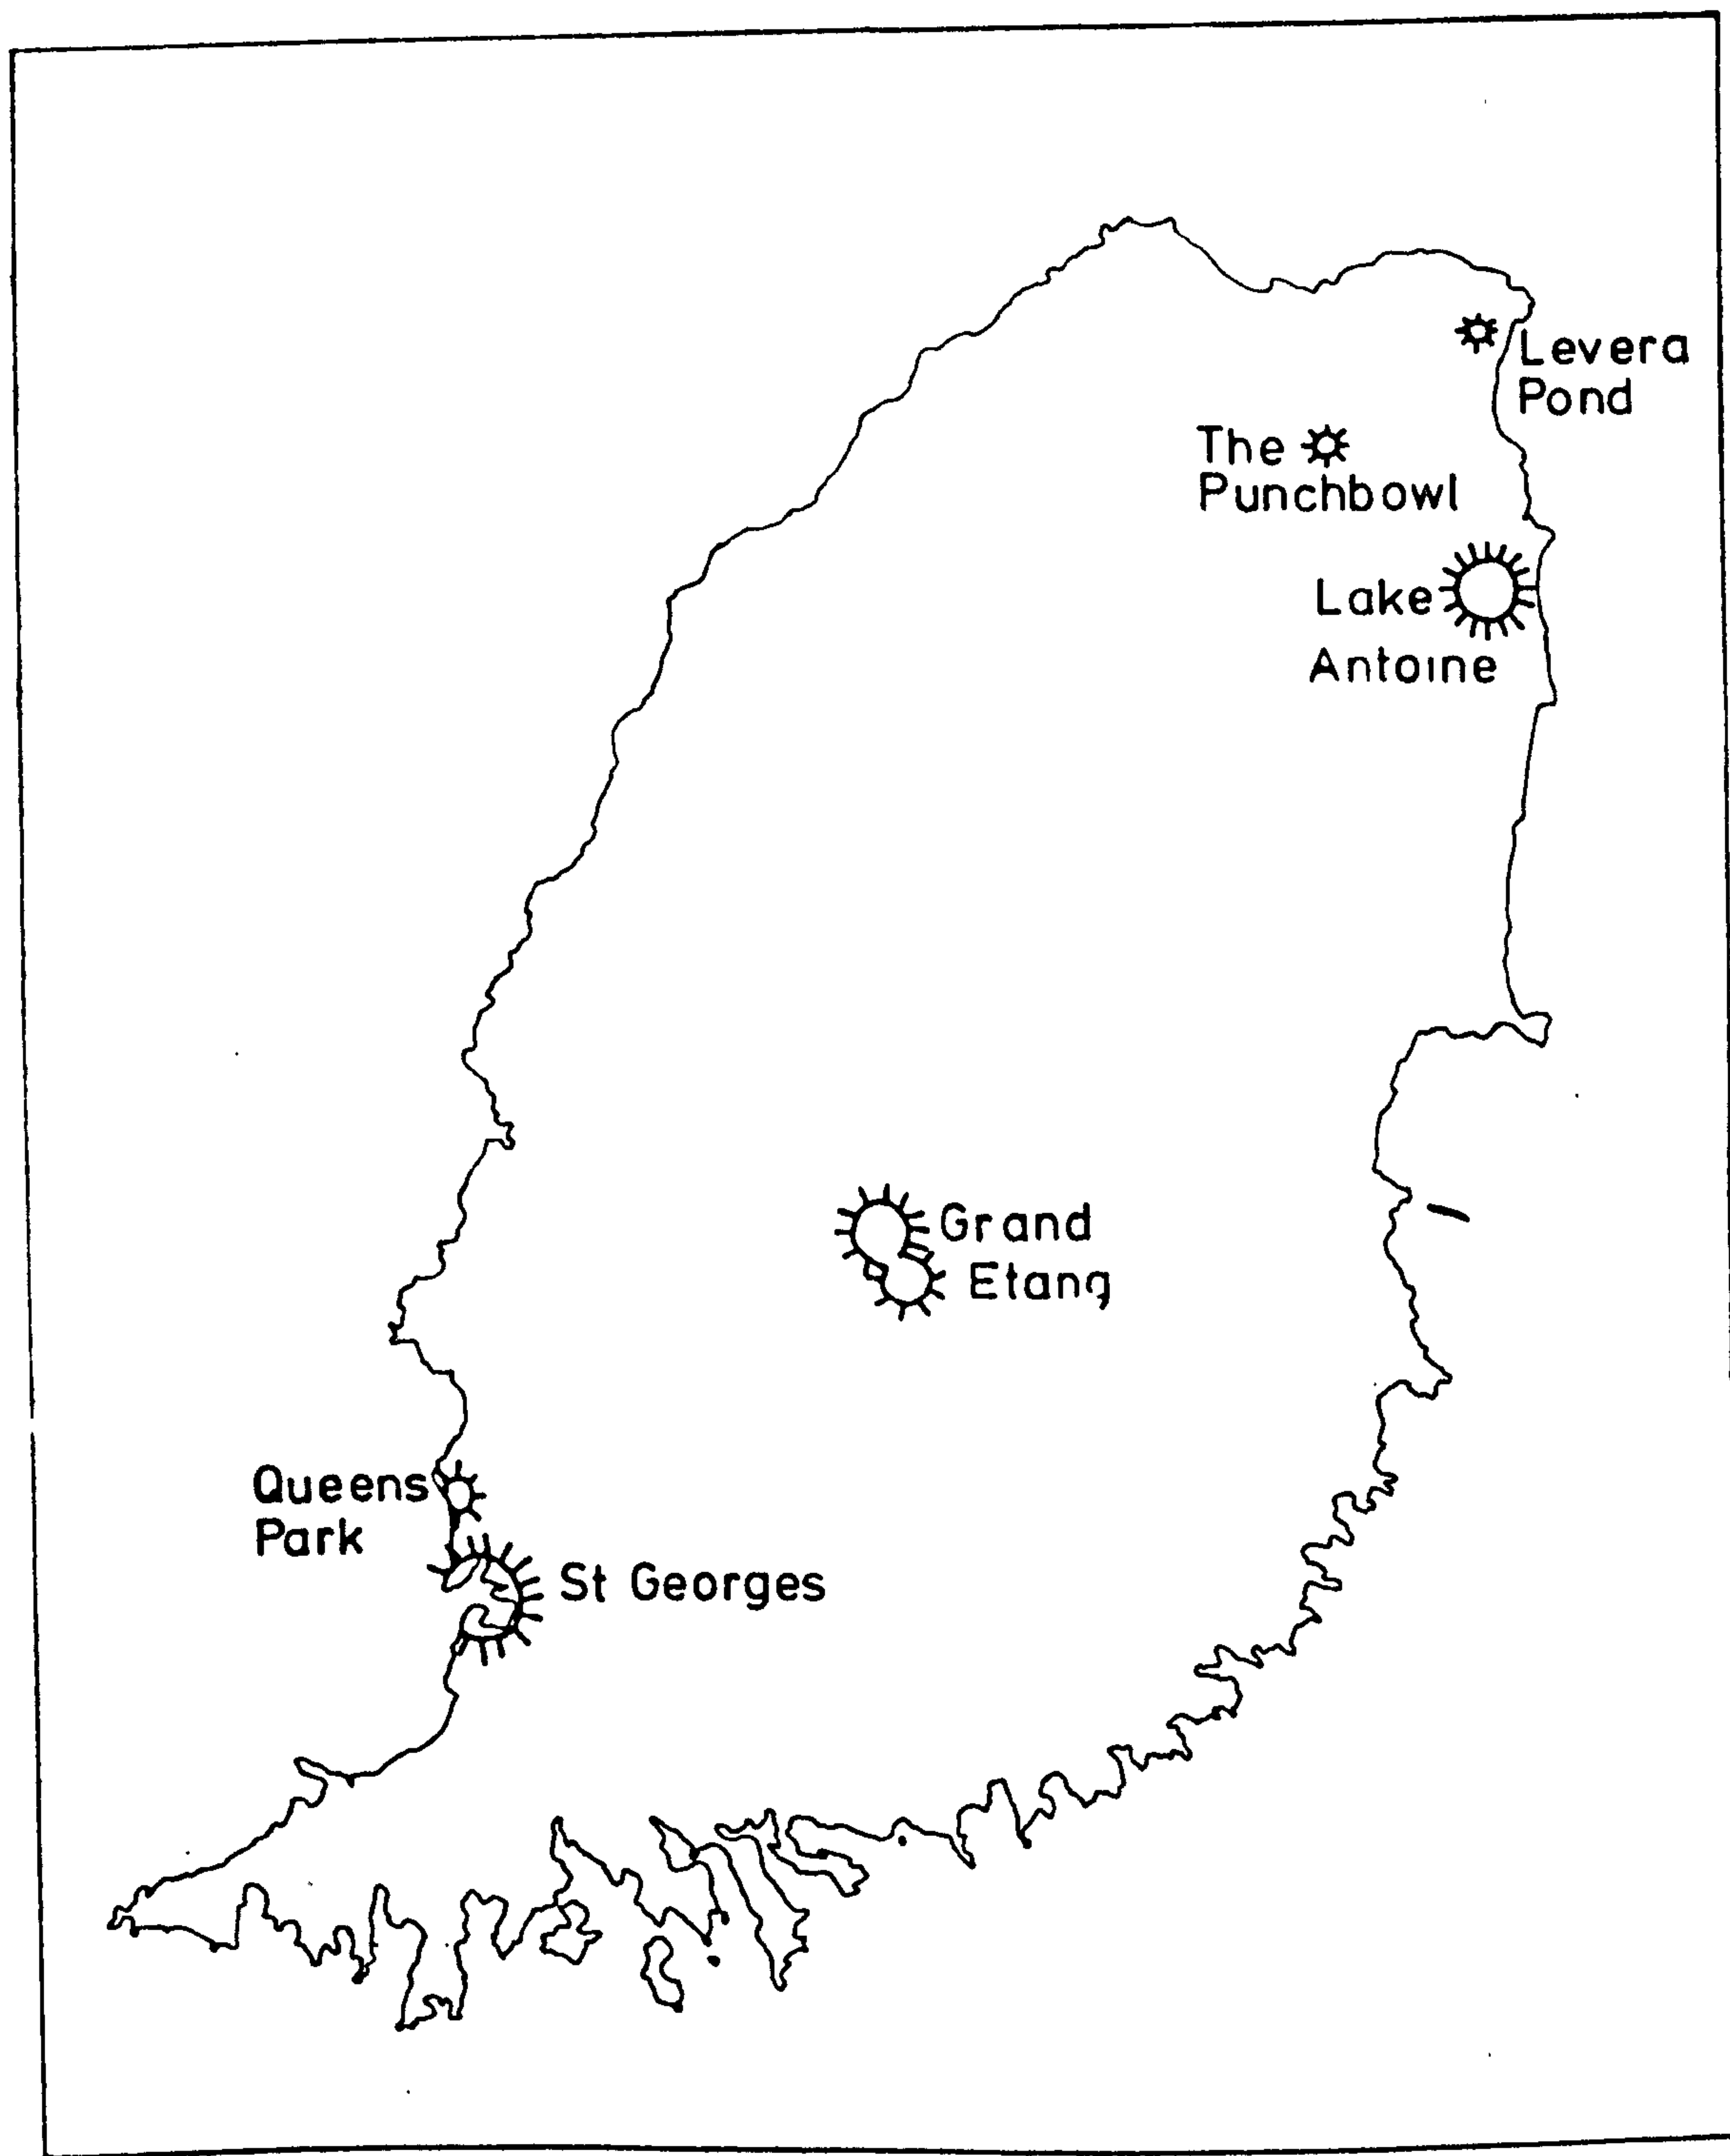 Levera
Pond
The
Punchbowl
Lake
Antoine
Grand
Etang
Queens
Park
St Georges